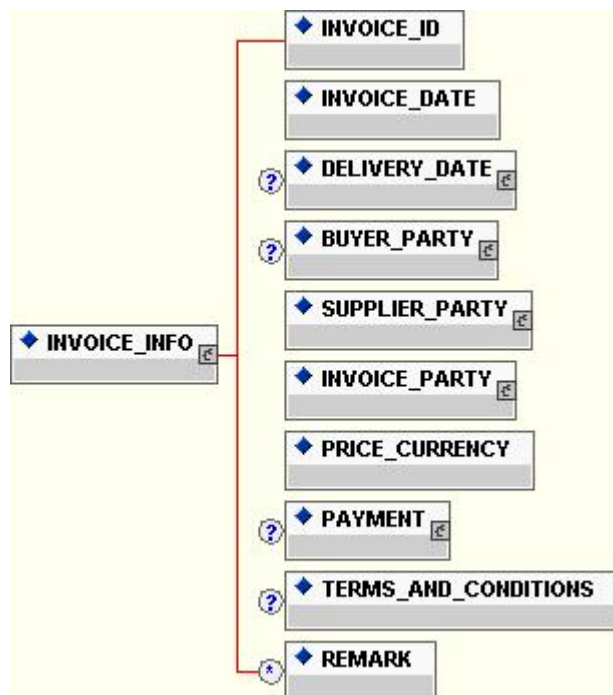 INVOICE_ID
INVOICE_DATE
? DELIVERY_DATE
? BUYER_PARTY
SUPPLIER_PARTY
INVOICE_INFO
INVOICE_PARTY
PRICE_CURRENCY
? PAYMENT
? TERMS_AND_CONDITIONS
* REMARK